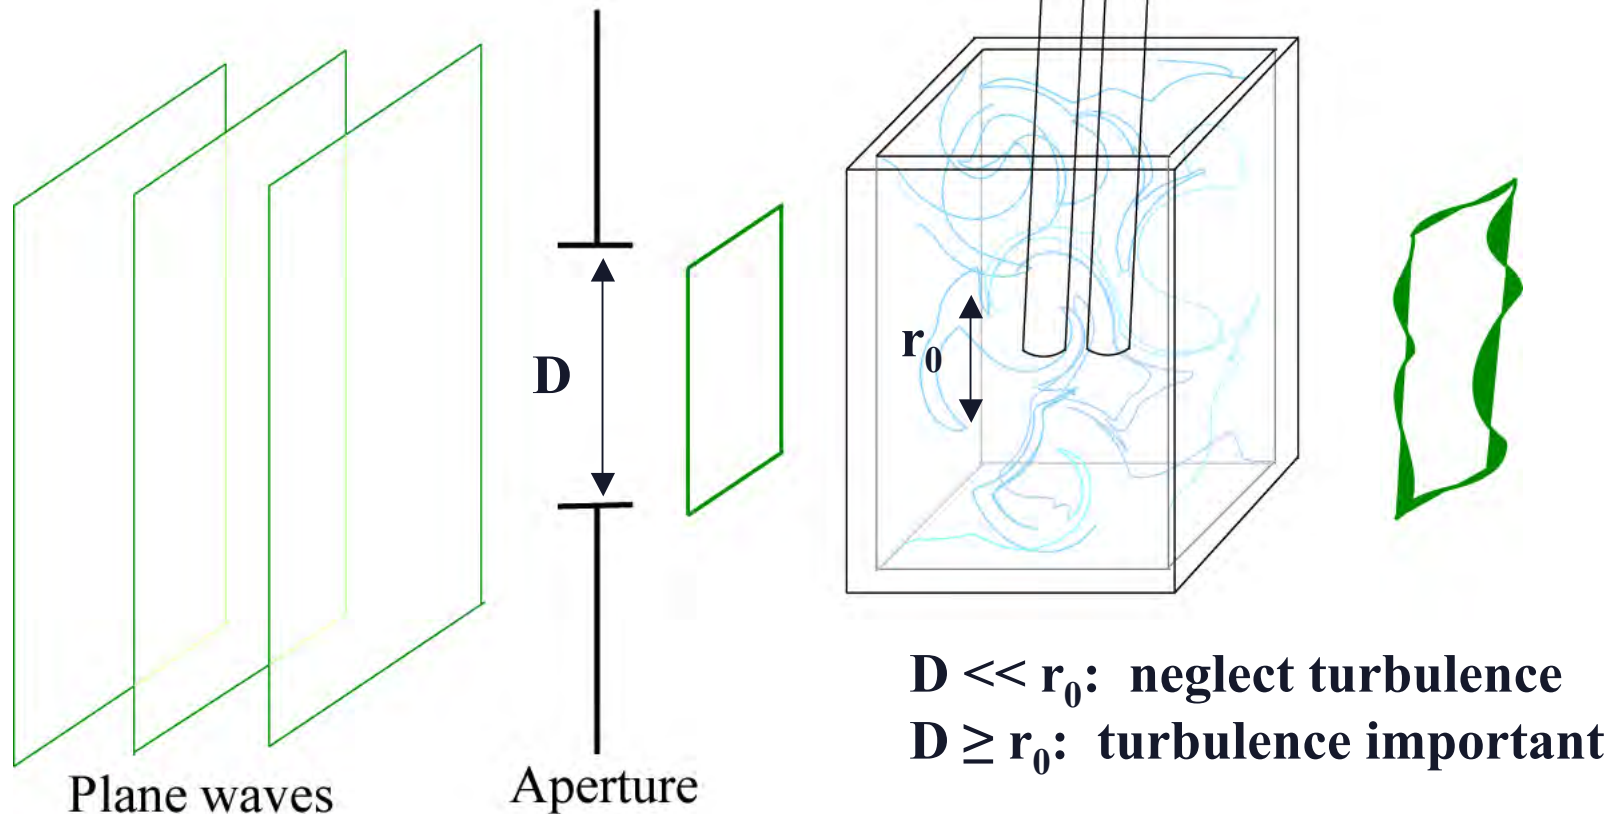 D
r₀
D << r₀: neglect turbulence
D ≥ r₀: turbulence important
Plane waves
Aperture